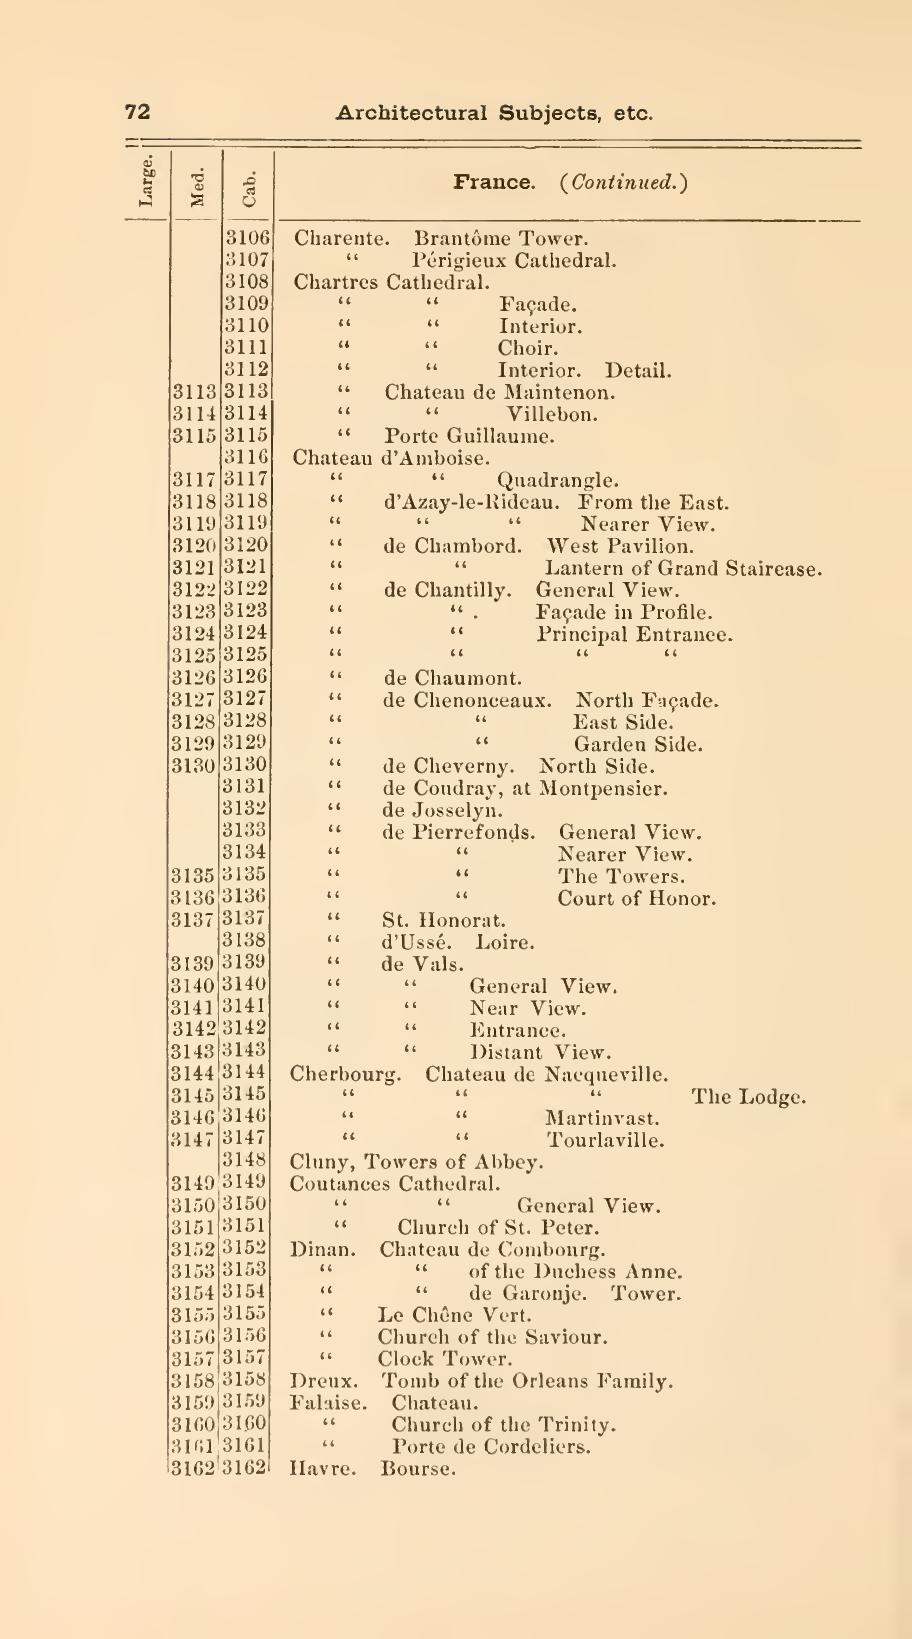 72 Architectural Subjects, etc.
Large. Med. Cab. France. (Continued.)
3106 Charente. Brantôme Tower.
3107 “ Périgieux Cathedral.
3108 Chartres Cathedral.
3109 “ “ Façade.
3110 “ “ Interior.
3111 “ “ Choir.
3112 “ “ Interior. Detail.
3113 3113 “ Chateau de Maintenon.
3114 3114 “ “ Villebon.
3115 3115 “ Porte Guillaume.
3116 Chateau d’Amboise.
3117 3117 “ “ Quadrangle.
3118 3118 “ d’Azay-le-Rideau. From the East.
3119 3119 “ “ “ Nearer View.
3120 3120 “ de Chambord. West Pavilion.
3121 3121 “ “ Lantern of Grand Staircase.
3122 3122 “ de Chantilly. General View.
3123 3123 “ “ . Façade in Profile.
3124 3124 “ “ Principal Entrance.
3125 3125 “ “ “ “
3126 3126 “ de Chaumont.
3127 3127 “ de Chenonceaux. North Façade.
3128 3128 “ “ East Side.
3129 3129 “ “ Garden Side.
3130 3130 “ de Cheverny. North Side.
3131 “ de Coudray, at Montpensier.
3132 “ de Josselyn.
3133 “ de Pierrefonds. General View.
3134 “ “ Nearer View.
3135 3135 “ “ The Towers.
3136 3136 “ “ Court of Honor.
3137 3137 “ St. Honorat.
3138 “ d’Ussé. Loire.
3139 3139 “ de Vals.
3140 3140 “ “ General View.
3141 3141 “ “ Near View.
3142 3142 “ “ Entrance.
3143 3143 “ “ Distant View.
3144 3144 Cherbourg. Chateau de Nacqueville.
3145 3145 “ “ “ The Lodge.
3146 3146 “ “ Martinvast.
3147 3147 “ “ Tourlaville.
3148 Cluny, Towers of Abbey.
3149 3149 Coutances Cathedral.
3150 3150 “ “ General View.
3151 3151 “ Church of St. Peter.
3152 3152 Dinan. Chateau de Combourg.
3153 3153 “ “ of the Duchess Anne.
3154 3154 “ “ de Garonje. Tower.
3155 3155 “ Le Chêne Vert.
3156 3156 “ Church of the Saviour.
3157 3157 “ Clock Tower.
3158 3158 Dreux. Tomb of the Orleans Family.
3159 3159 Falaise. Chateau.
3160 3160 “ Church of the Trinity.
3161 3161 “ Porte de Cordeliers.
3162 3162 Havre. Bourse.